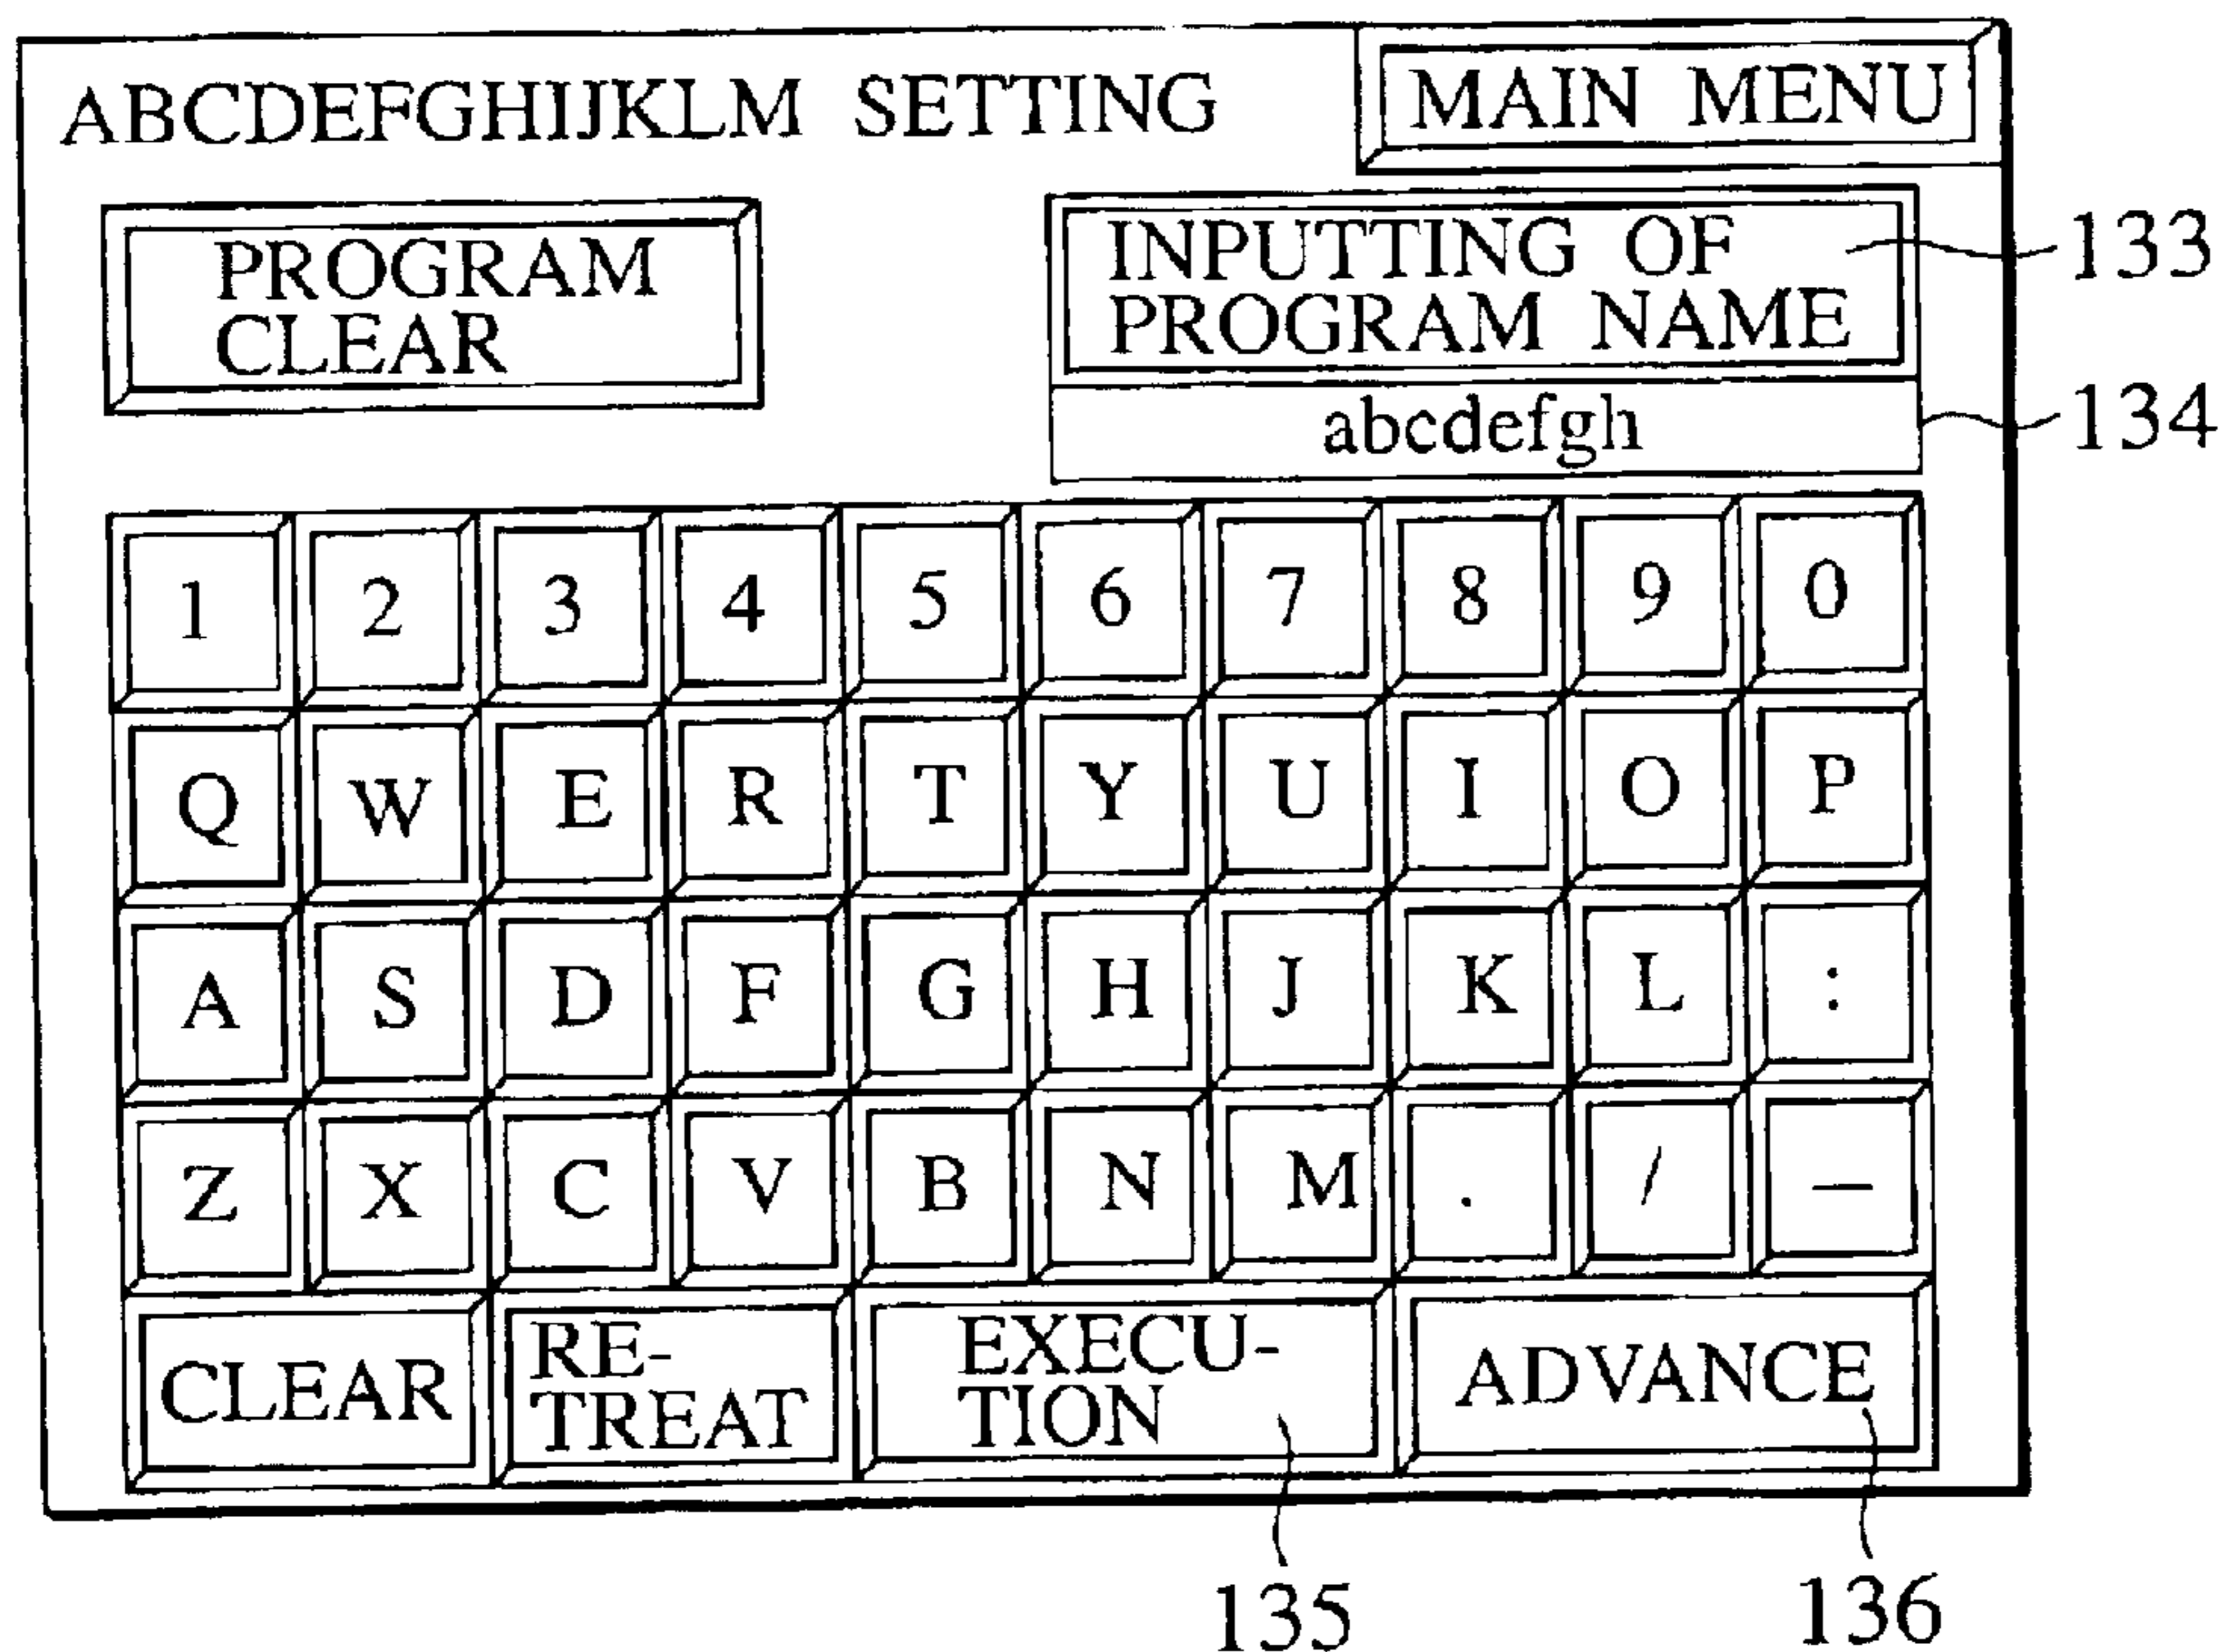 ABCDEFGHIJKLM SETTING MAIN MENU
PROGRAM
CLEAR
INPUTTING OF
PROGRAM NAME
133
abcdefgh
134
1 2 3 4 5 6 7 8 9 0
Q W E R T Y U I O P
A S D F G H J K L :
Z X C V B N M . / —
CLEAR
RE-
TREAT
EXECU-
TION
ADVANCE
135 136